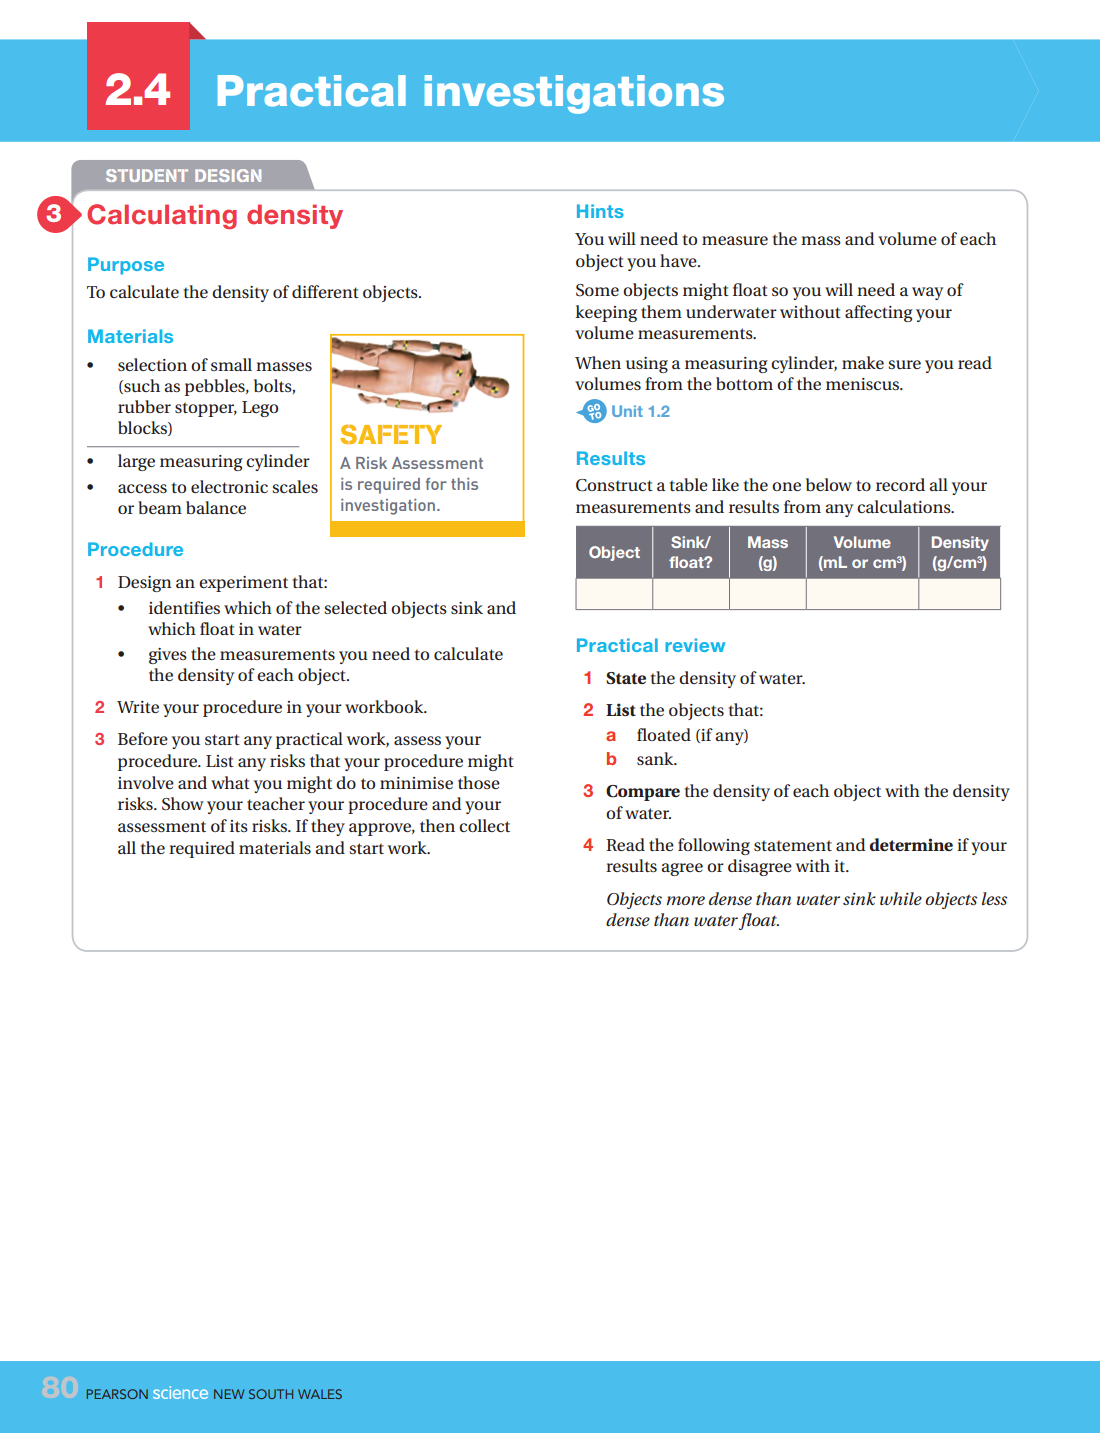 2.4
Practical investigations
STUDENT DESIGN
3
Calculating density
Purpose
To calculate the density of different objects.
Materials
• selection of small masses
(such as pebbles, bolts,
rubber stopper, Lego
blocks)
• large measuring cylinder
• access to electronic scales
or beam balance
SAFETY
A Risk Assessment
is required for this
investigation.
Procedure
1 Design an experiment that:
• identifies which of the selected objects sink and
which float in water
• gives the measurements you need to calculate
the density of each object.
2 Write your procedure in your workbook.
3 Before you start any practical work, assess your
procedure. List any risks that your procedure might
involve and what you might do to minimise those
risks. Show your teacher your procedure and your
assessment of its risks. If they approve, then collect
all the required materials and start work.
Hints
You will need to measure the mass and volume of each
object you have.
Some objects might float so you will need a way of
keeping them underwater without affecting your
volume measurements.
When using a measuring cylinder, make sure you read
volumes from the bottom of the meniscus.
GO TO Unit 1.2
Results
Construct a table like the one below to record all your
measurements and results from any calculations.
Object
Sink/
float?
Mass
(g)
Volume
(mL or cm³)
Density
(g/cm³)
Practical review
1 State the density of water.
2 List the objects that:
a floated (if any)
b sank.
3 Compare the density of each object with the density
of water.
4 Read the following statement and determine if your
results agree or disagree with it.
Objects more dense than water sink while objects less
dense than water float.
80 PEARSON science NEW SOUTH WALES